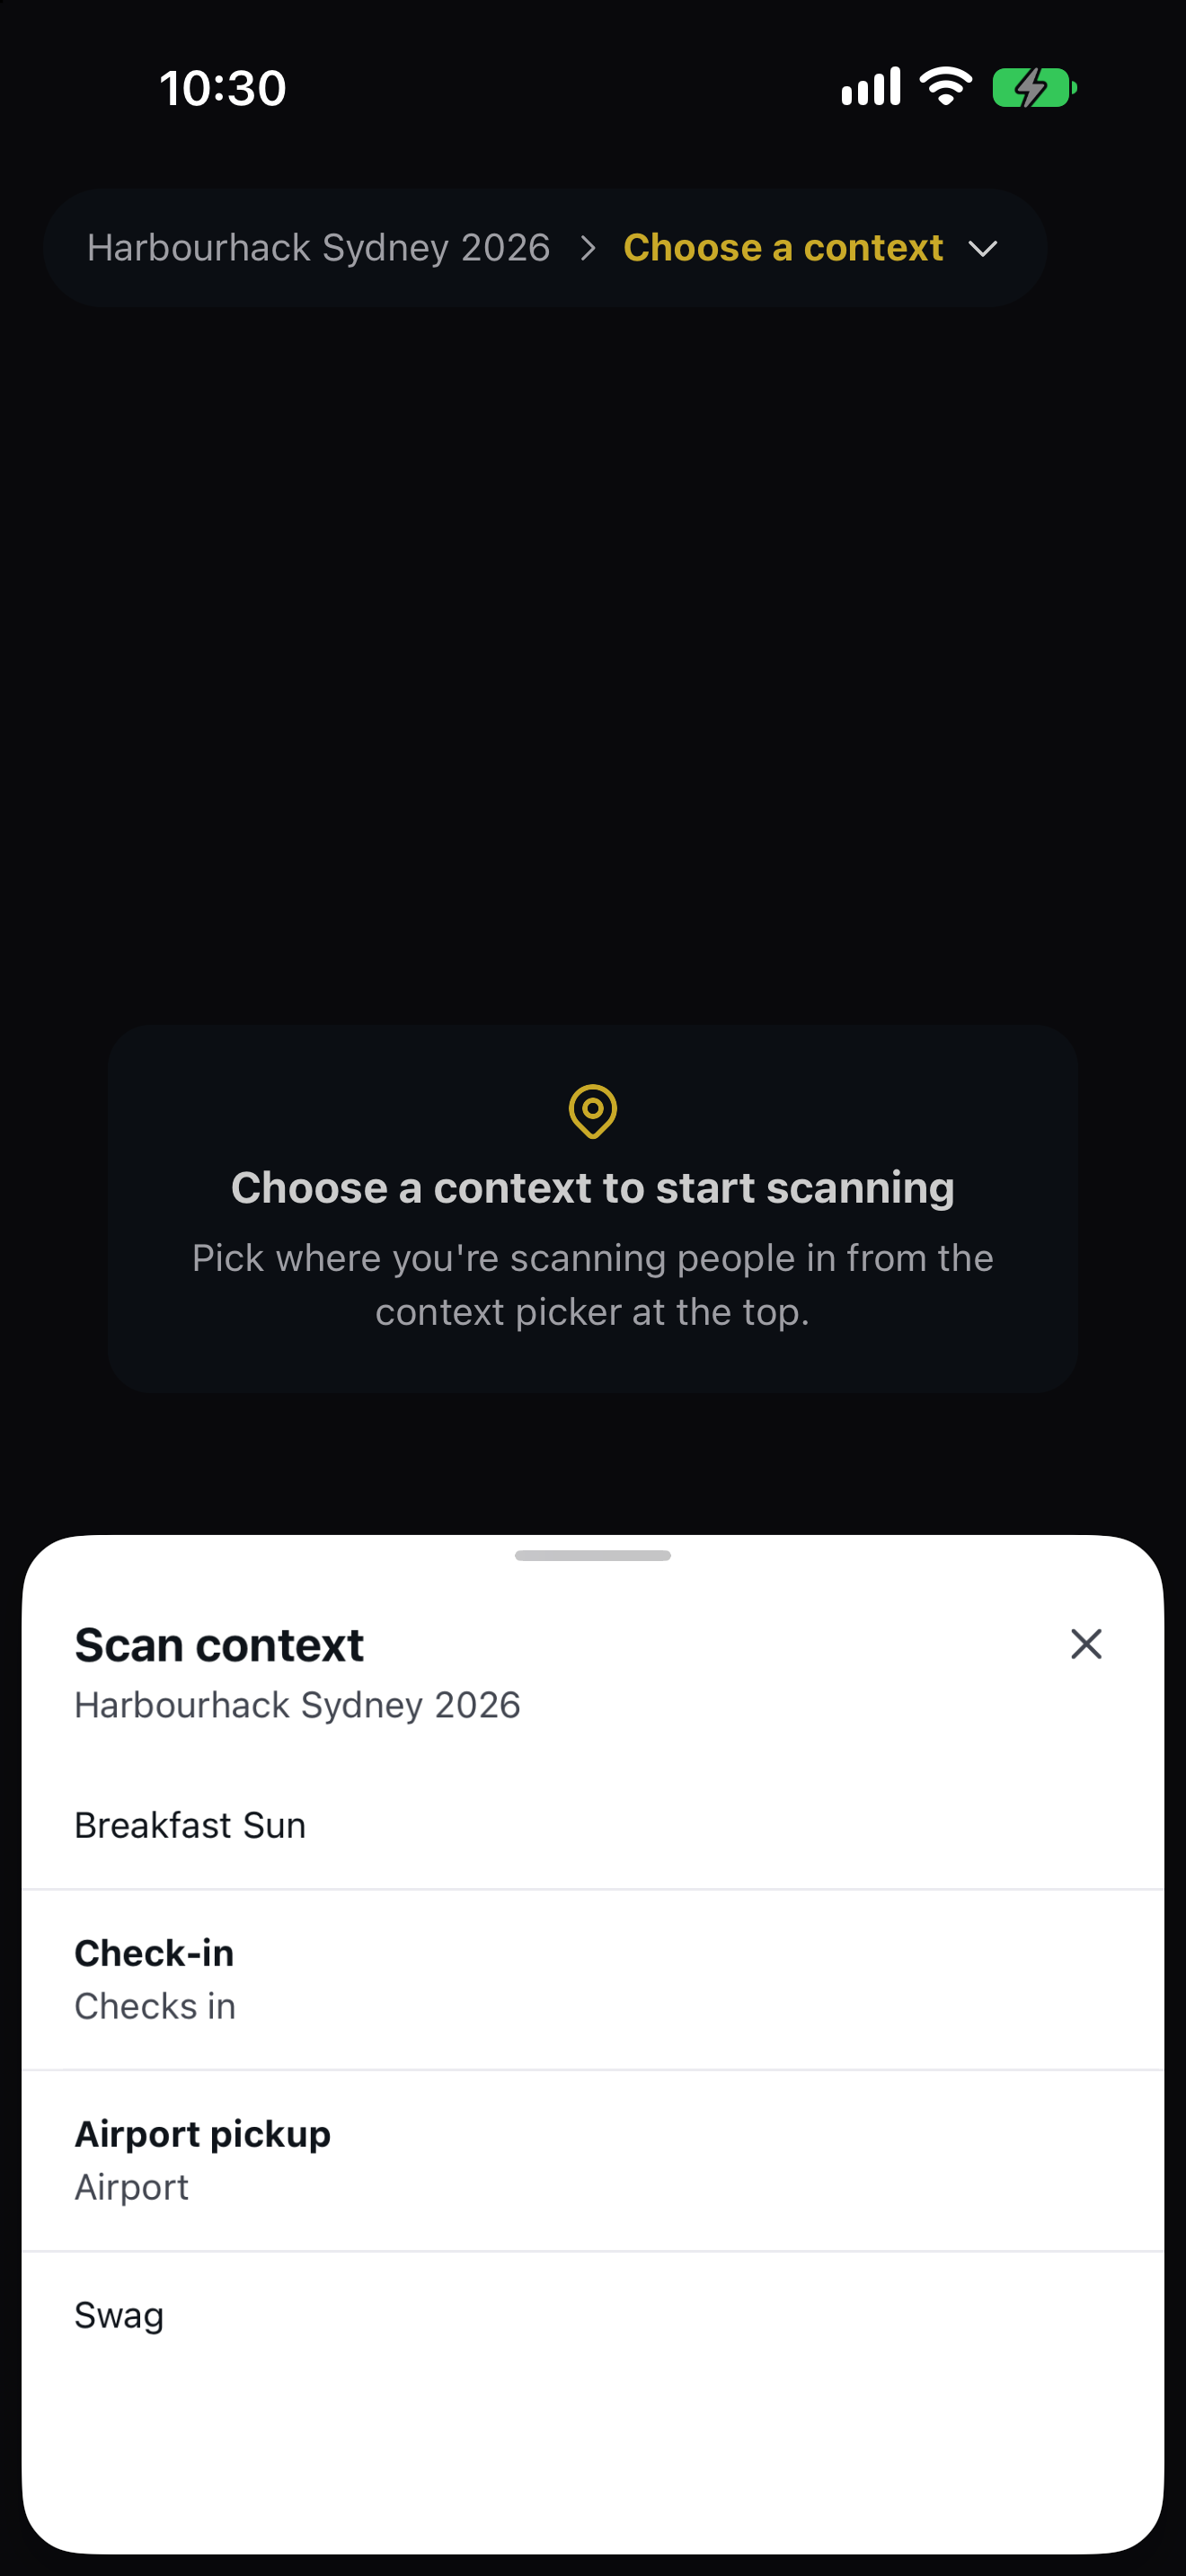 10:30
Harbourhack Sydney 2026 > Choose a context
Choose a context to start scanning
Pick where you're scanning people in from the
context picker at the top.
Scan context
Harbourhack Sydney 2026
Breakfast Sun
Check-in
Checks in
Airport pickup
Airport
Swag